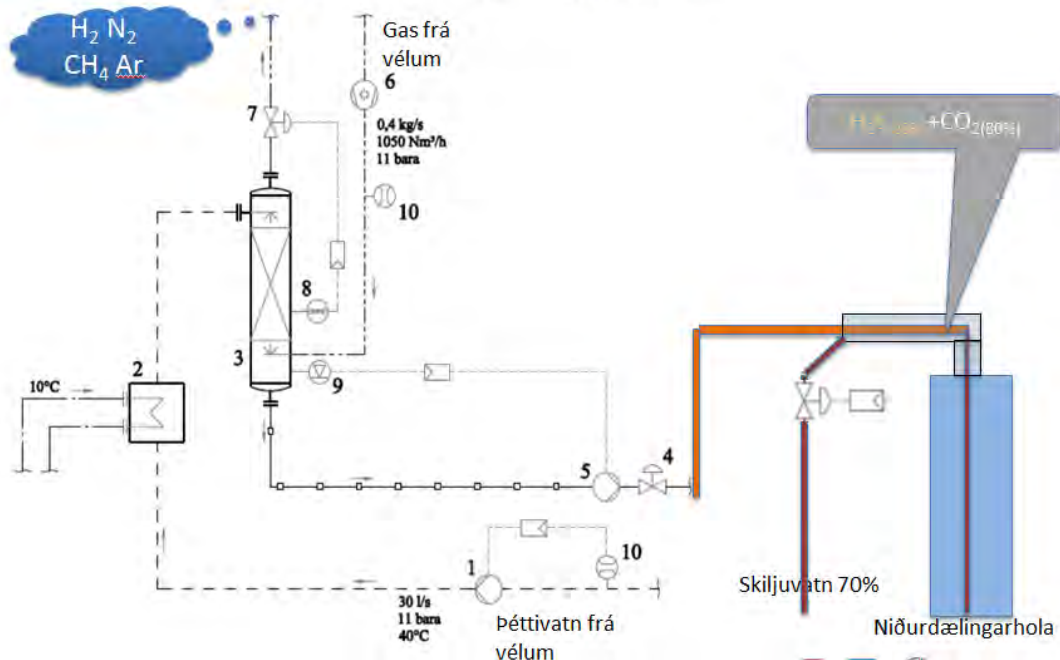 H₂ N₂
CH₄ Ar
Gas frá
vélum
6
7
0,4 kg/s
1050 Nm³/h
11 bara
10
+CO₂(80%)
8
3
9
2
10°C
5
4
10
1
30 l/s
11 bara
40°C
Þéttivatn frá
vélum
Skiljuvatn 70%
Niðurdælingarhola